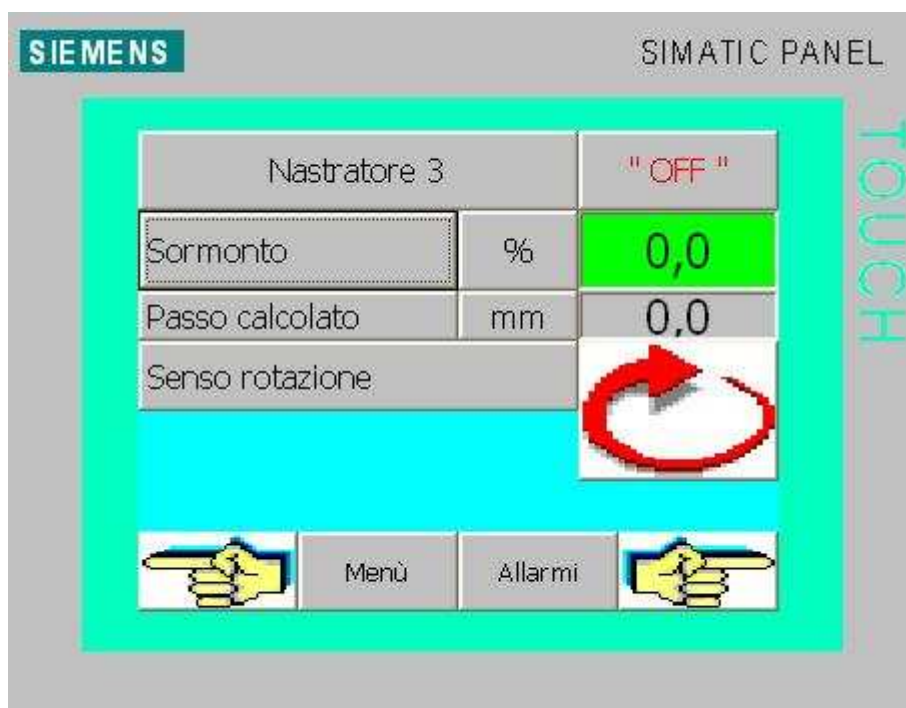 SIEMENS
SIMATIC PANEL
TOUCH
Nastratore 3
" OFF "
Sormonto
%
0,0
Passo calcolato
mm
0,0
Senso rotazione
Menù
Allarmi